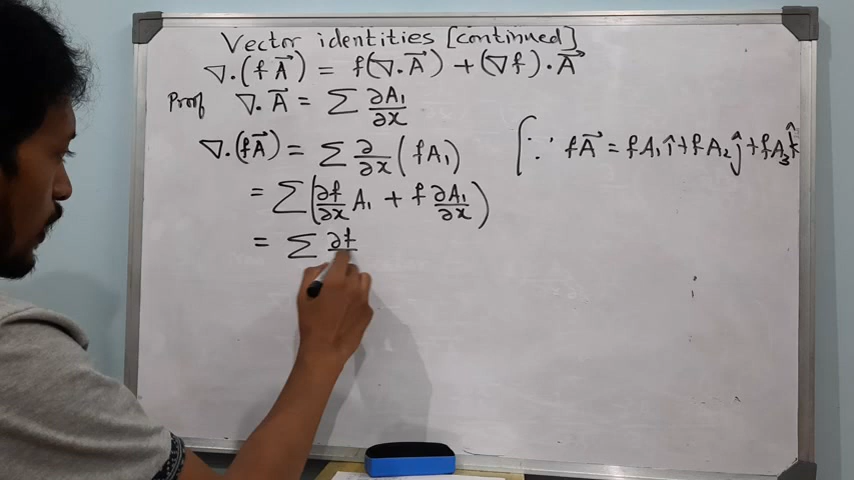 Vector identities [continued]
∇.(f A⃗) = f(∇.A⃗) + (∇f).A⃗
Proof ∇.A⃗ = ∑ ∂A₁/∂x
∇.(fA⃗) = ∑ ∂/∂x (fA₁) [∵ fA⃗ = fA₁î + fA₂ĵ + fA₃k̂
= ∑(∂f/∂x A₁ + f ∂A₁/∂x)
= ∑ ∂f